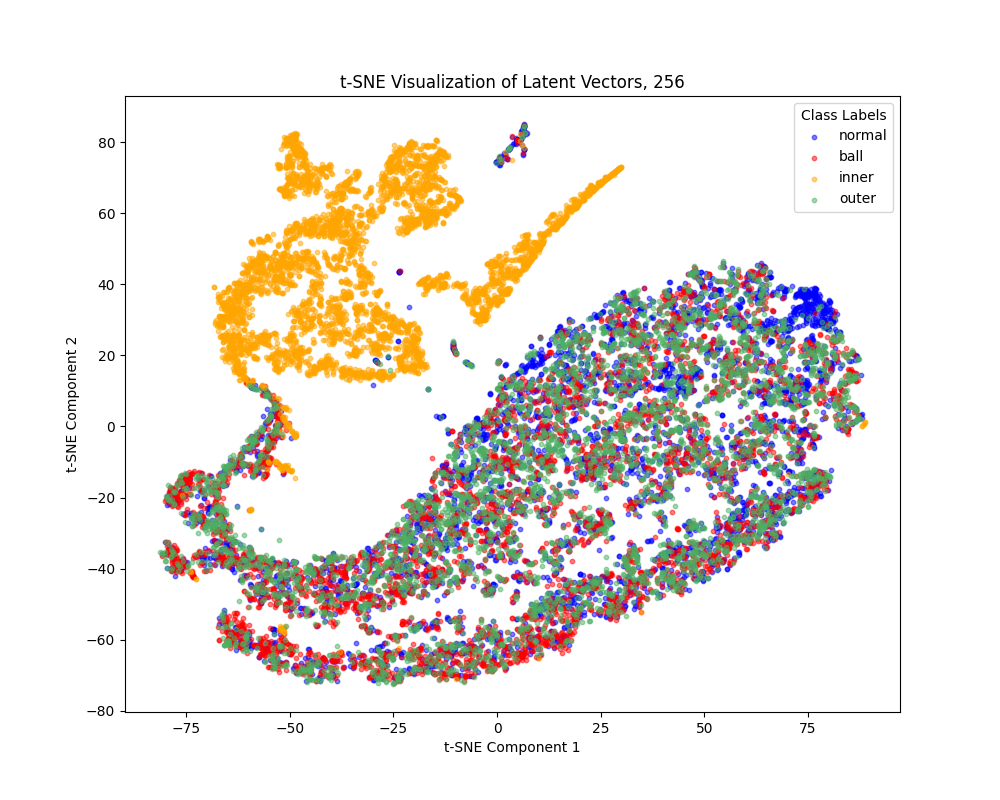 t-SNE Visualization of Latent Vectors, 256
Class Labels
normal
ball
inner
outer
80
60
40
20
0
−20
−40
−60
−80
t-SNE Component 2
−75
−50
−25
0
25
50
75
t-SNE Component 1